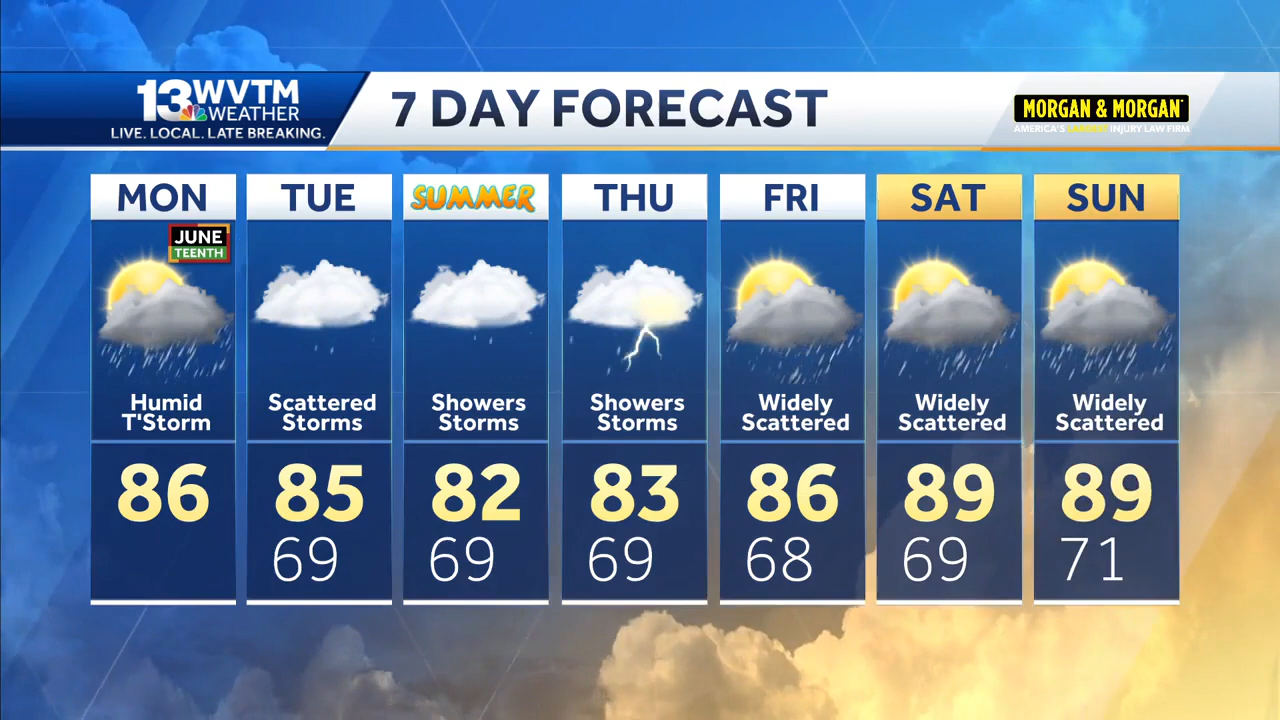 13 WVTM
WEATHER
LIVE. LOCAL. LATE BREAKING.
7 DAY FORECAST
MORGAN & MORGAN
AMERICA'S LARGEST INJURY LAW FIRM
MON
JUNE
TEENTH
Humid
T'Storm
86
TUE
Scattered
Storms
85
69
SUMMER
Showers
Storms
82
69
THU
Showers
Storms
83
69
FRI
Widely
Scattered
86
68
SAT
Widely
Scattered
89
69
SUN
Widely
Scattered
89
71